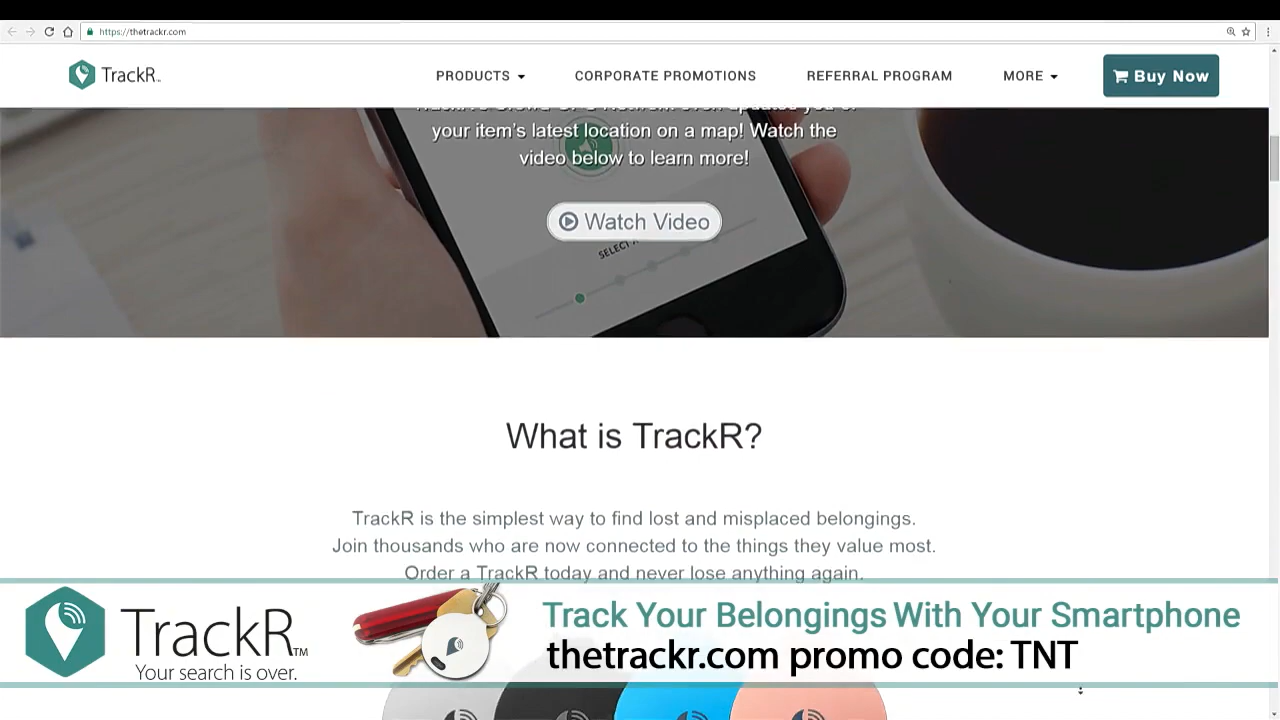 https://thetrackr.com
TrackR
PRODUCTS
CORPORATE PROMOTIONS
REFERRAL PROGRAM
MORE
Buy Now
your item's latest location on a map! Watch the
video below to learn more!
Watch Video
SELECT
What is TrackR?
TrackR is the simplest way to find lost and misplaced belongings.
Join thousands who are now connected to the things they value most.
Order a TrackR today and never lose anything again.
TrackR™
Your search is over.
Track Your Belongings With Your Smartphone
thetrackr.com promo code: TNT